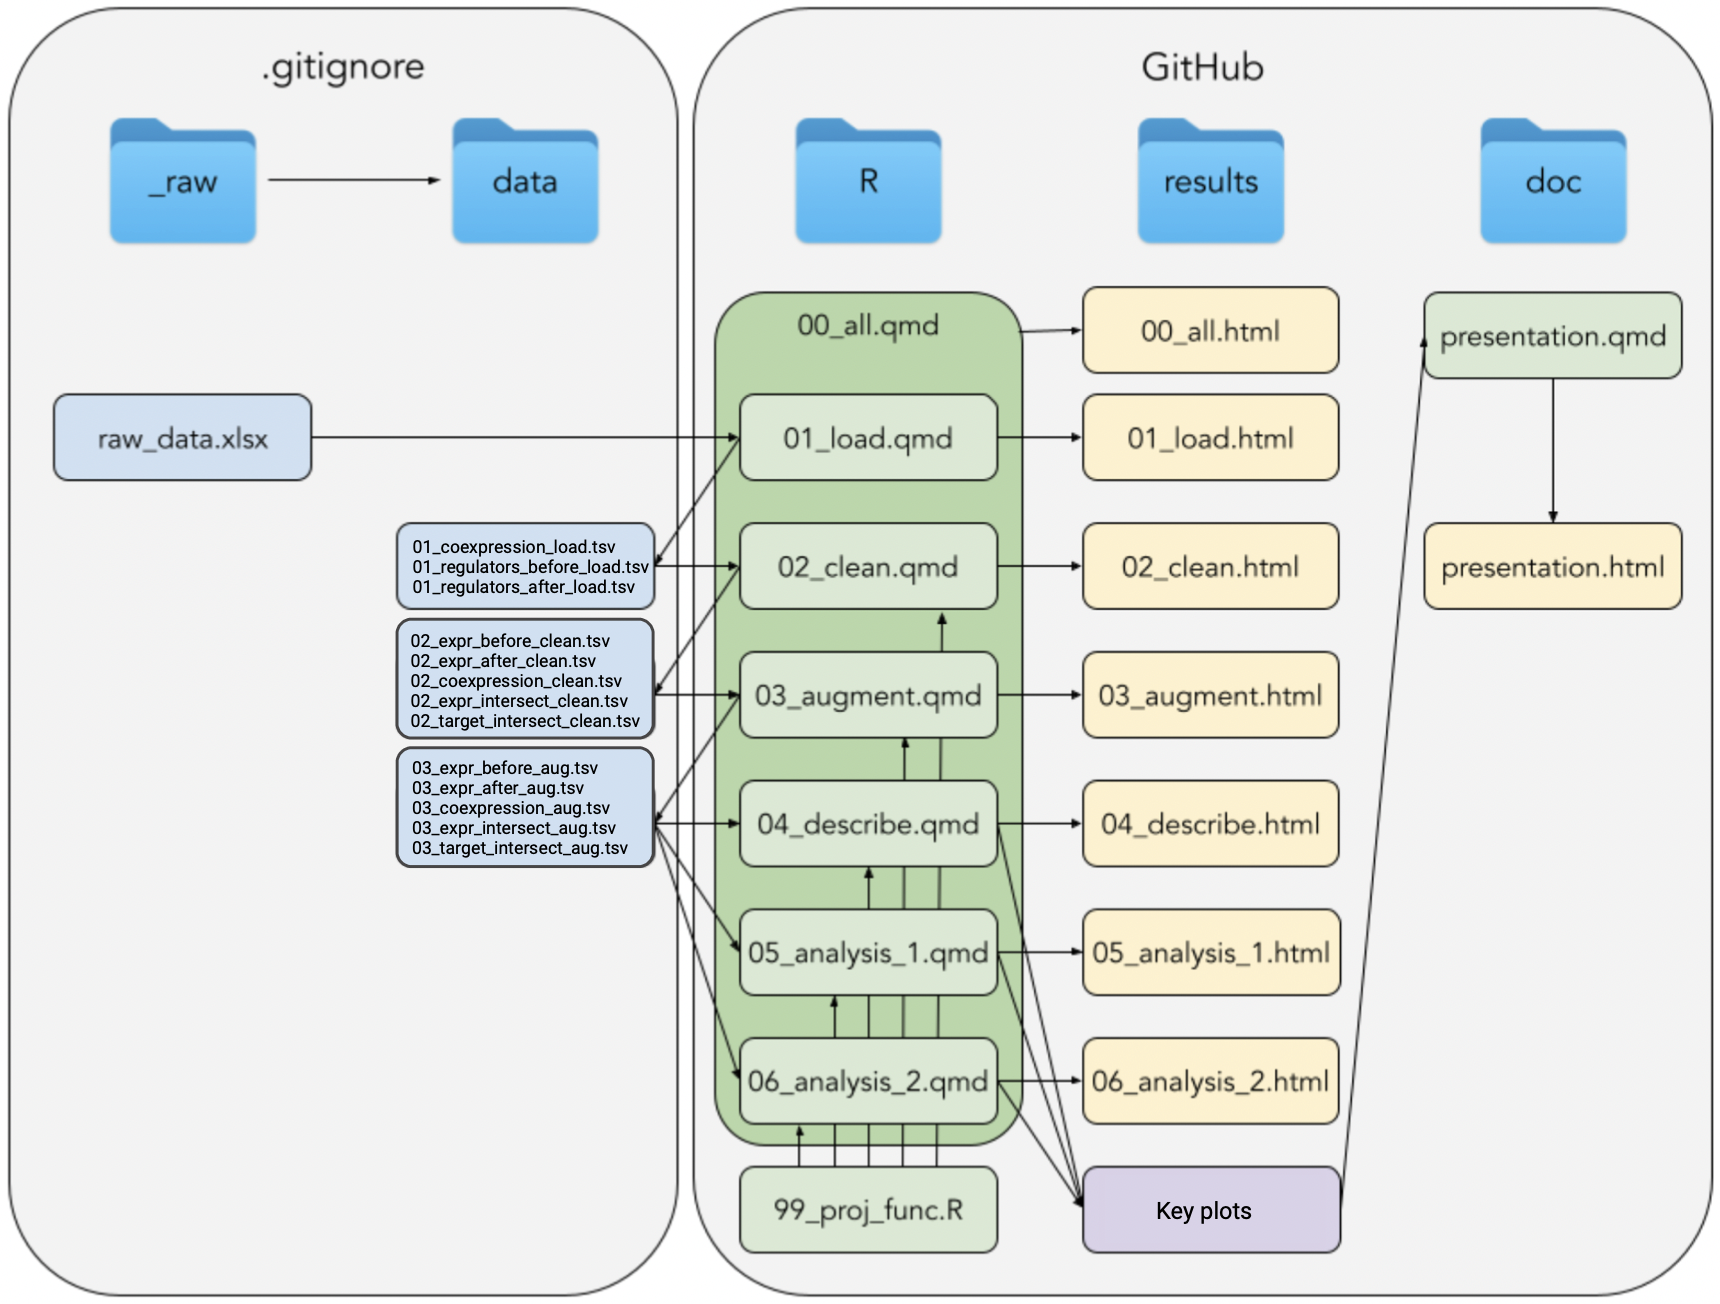 .gitignore
GitHub
_raw
data
R
results
doc
00_all.qmd
00_all.html
presentation.qmd
raw_data.xlsx
01_load.qmd
01_load.html
01_coexpression_load.tsv
01_regulators_before_load.tsv
01_regulators_after_load.tsv
02_clean.qmd
02_clean.html
presentation.html
02_expr_before_clean.tsv
02_expr_after_clean.tsv
02_coexpression_clean.tsv
02_expr_intersect_clean.tsv
02_target_intersect_clean.tsv
03_augment.qmd
03_augment.html
03_expr_before_aug.tsv
03_expr_after_aug.tsv
03_coexpression_aug.tsv
03_expr_intersect_aug.tsv
03_target_intersect_aug.tsv
04_describe.qmd
04_describe.html
05_analysis_1.qmd
05_analysis_1.html
06_analysis_2.qmd
06_analysis_2.html
99_proj_func.R
Key plots